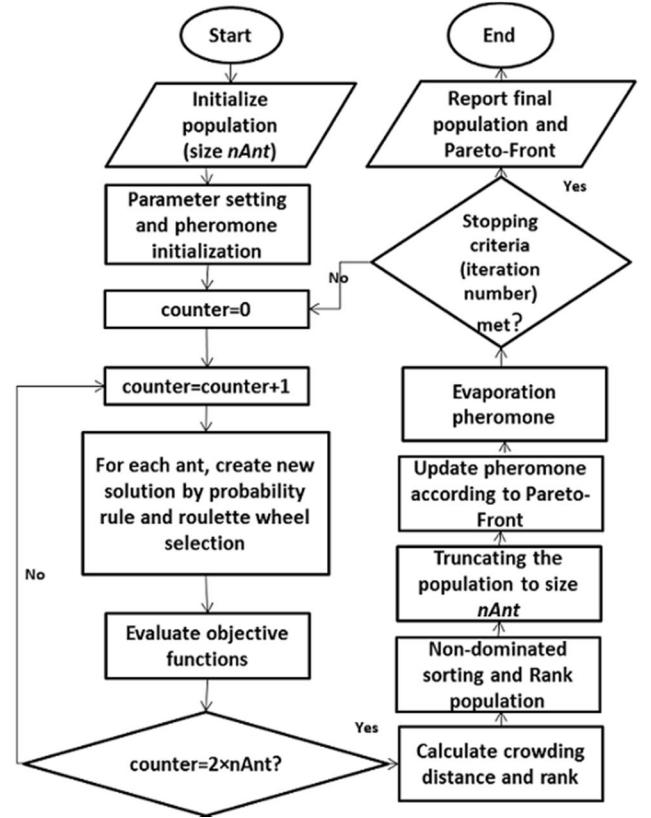 Start
Initialize
population
(size nAnt)
Parameter setting
and pheromone
initialization
counter=0
counter=counter+1
For each ant, create new
solution by probability
rule and roulette wheel
selection
No
Evaluate objective
functions
counter=2×nAnt?
Yes
Calculate crowding
distance and rank
Non-dominated
sorting and Rank
population
Truncating the
population to size
nAnt
Update pheromone
according to Pareto-
Front
Evaporation
pheromone
Stopping
criteria
(iteration
number)
met?
No
Yes
Report final
population and
Pareto-Front
End